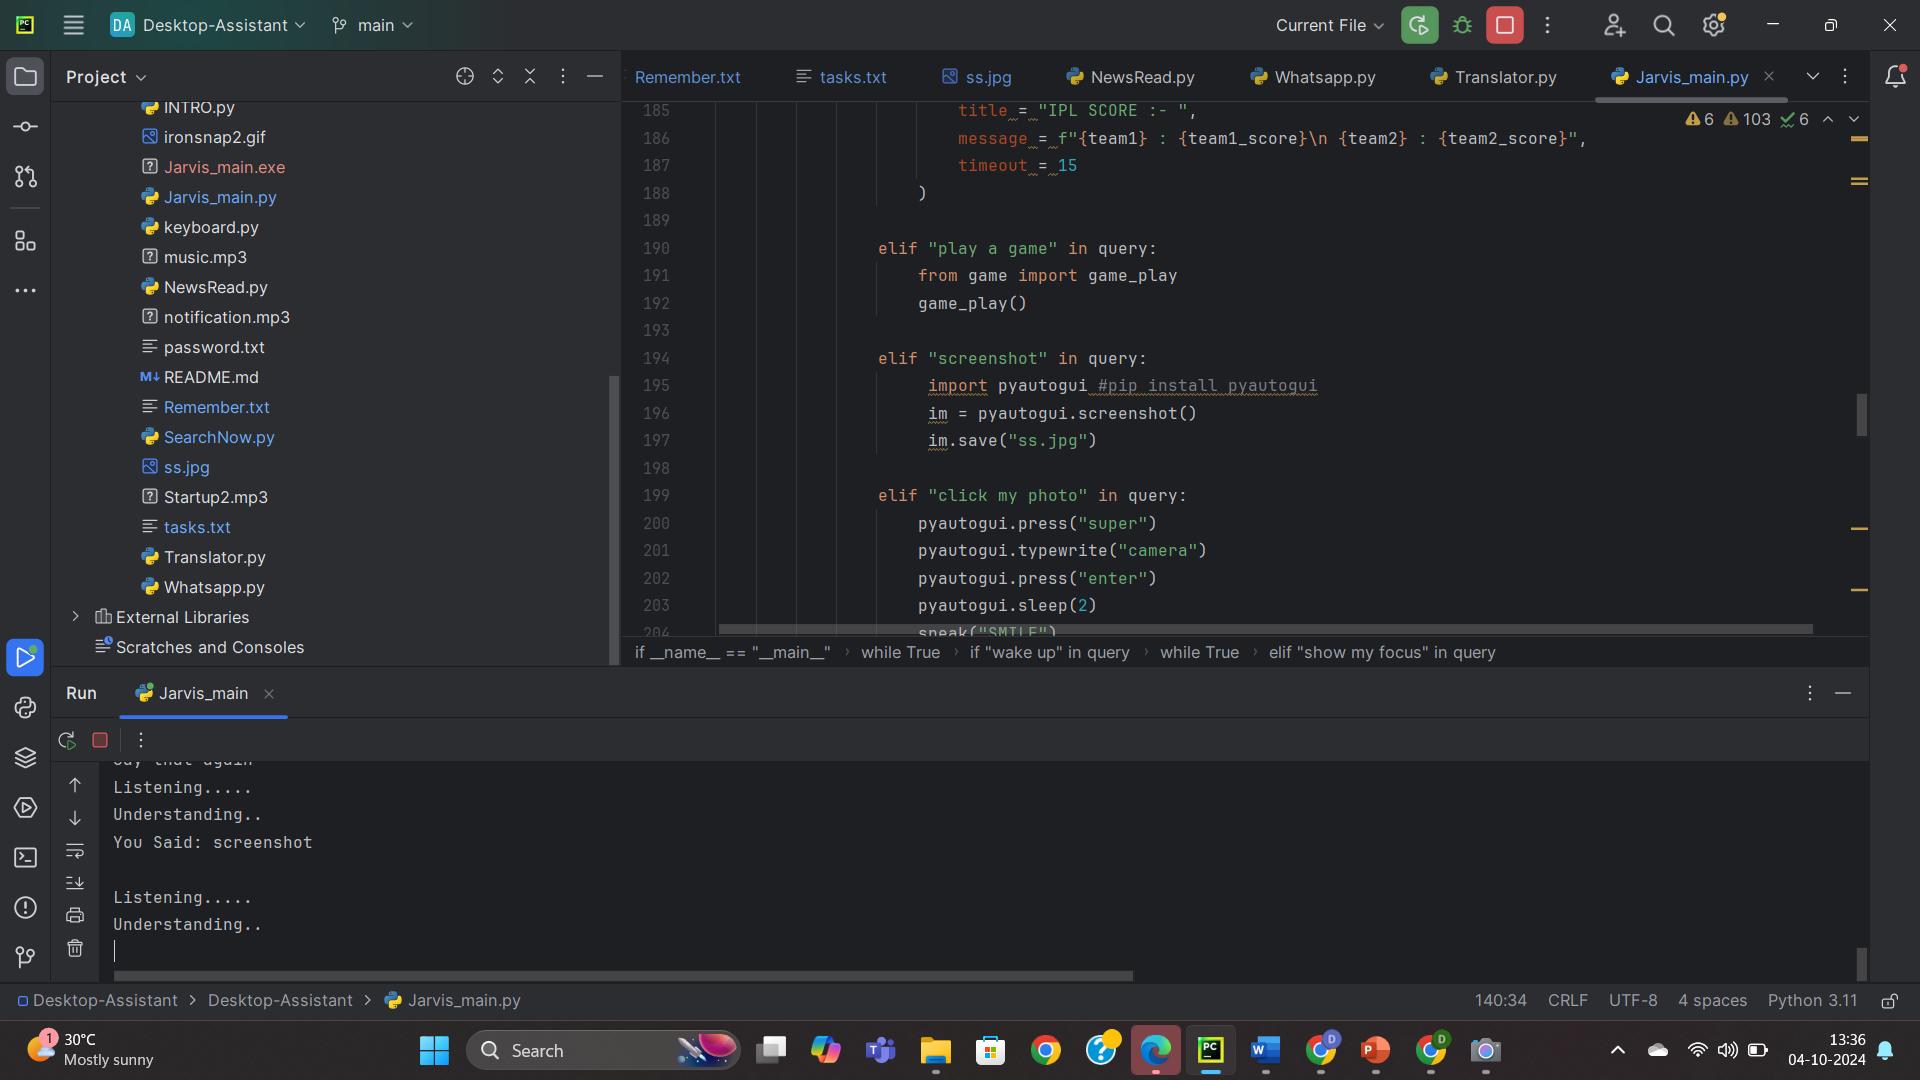 DA Desktop-Assistant main Current File
Project
Remember.txt tasks.txt ss.jpg NewsRead.py Whatsapp.py Translator.py Jarvis_main.py
INTRO.py
ironsnap2.gif
Jarvis_main.exe
Jarvis_main.py
keyboard.py
music.mp3
NewsRead.py
notification.mp3
password.txt
README.md
Remember.txt
SearchNow.py
ss.jpg
Startup2.mp3
tasks.txt
Translator.py
Whatsapp.py
External Libraries
Scratches and Consoles
6 103 6
185 title = "IPL SCORE :- ",
186 message = f"{team1} : {team1_score}\n {team2} : {team2_score}",
187 timeout = 15
188 )
189
190 elif "play a game" in query:
191 from game import game_play
192 game_play()
193
194 elif "screenshot" in query:
195 import pyautogui #pip install pyautogui
196 im = pyautogui.screenshot()
197 im.save("ss.jpg")
198
199 elif "click my photo" in query:
200 pyautogui.press("super")
201 pyautogui.typewrite("camera")
202 pyautogui.press("enter")
203 pyautogui.sleep(2)
204 speak("SMILE")
if __name__ == "__main__" › while True › if "wake up" in query › while True › elif "show my focus" in query
Run Jarvis_main
Say that again
Listening.....
Understanding..
You Said: screenshot
Listening.....
Understanding..
Desktop-Assistant > Desktop-Assistant > Jarvis_main.py 140:34 CRLF UTF-8 4 spaces Python 3.11
1 30°C
Mostly sunny
Search
13:36
04-10-2024